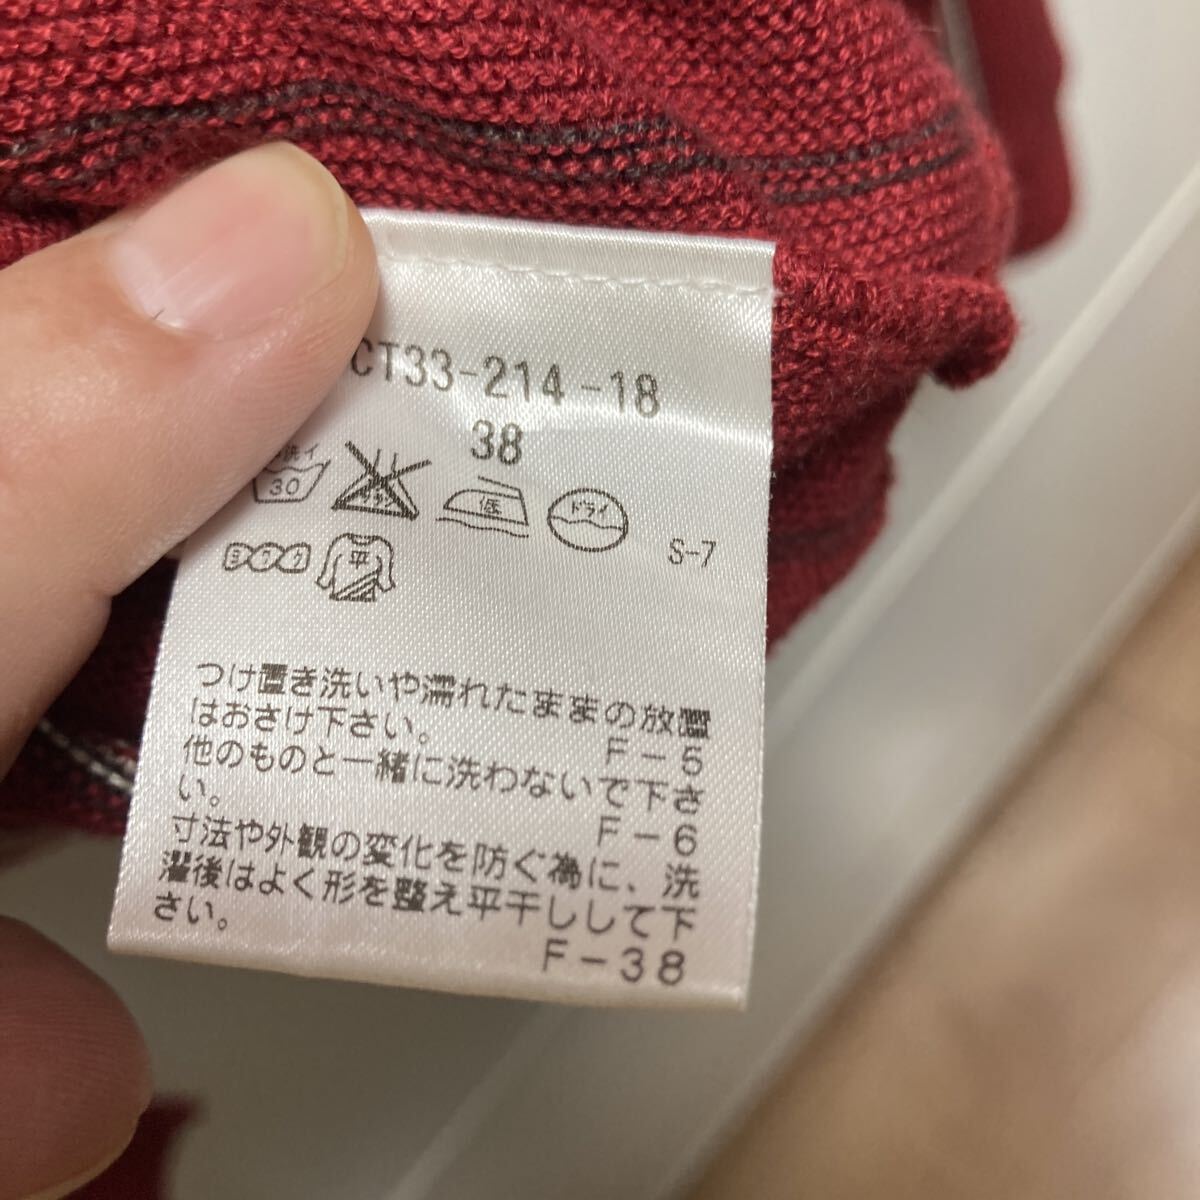 CT33-214-18
38
洗イ
30
低
ドライ
S-7
ヨワク
平
つけ置き洗いや濡れたままの放置
はおさけ下さい。
F-5
他のものと一緒に洗わないで下さ
い。
F-6
寸法や外観の変化を防ぐ為に、洗
濯後はよく形を整え平干しして下
さい。
F-38